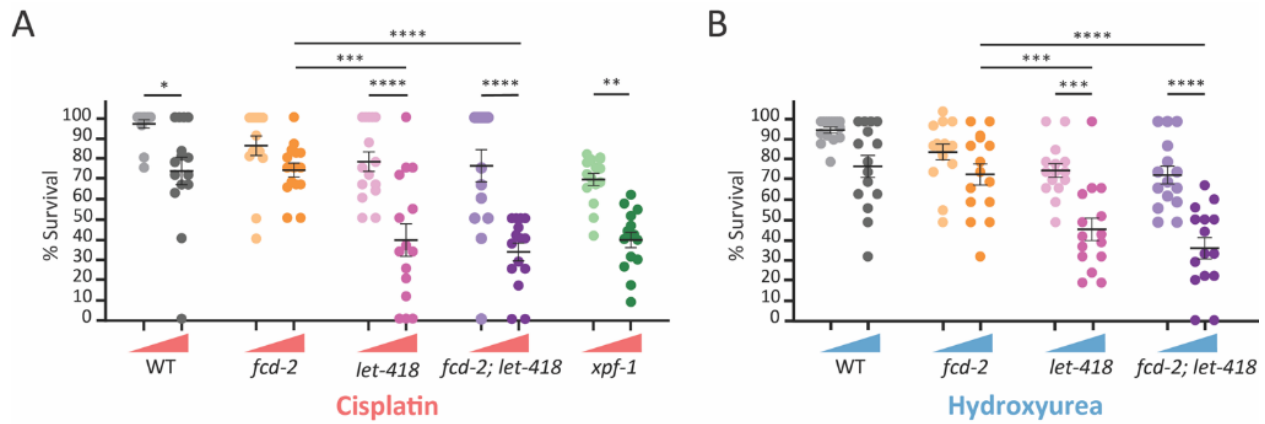 A
B
****
****
***
***
*
****
****
**
***
****
% Survival
100
90
80
70
60
50
40
30
20
10
0
% Survival
100
90
80
70
60
50
40
30
20
10
0
WT
fcd-2
let-418
fcd-2; let-418
xpf-1
WT
fcd-2
let-418
fcd-2; let-418
Cisplatin
Hydroxyurea